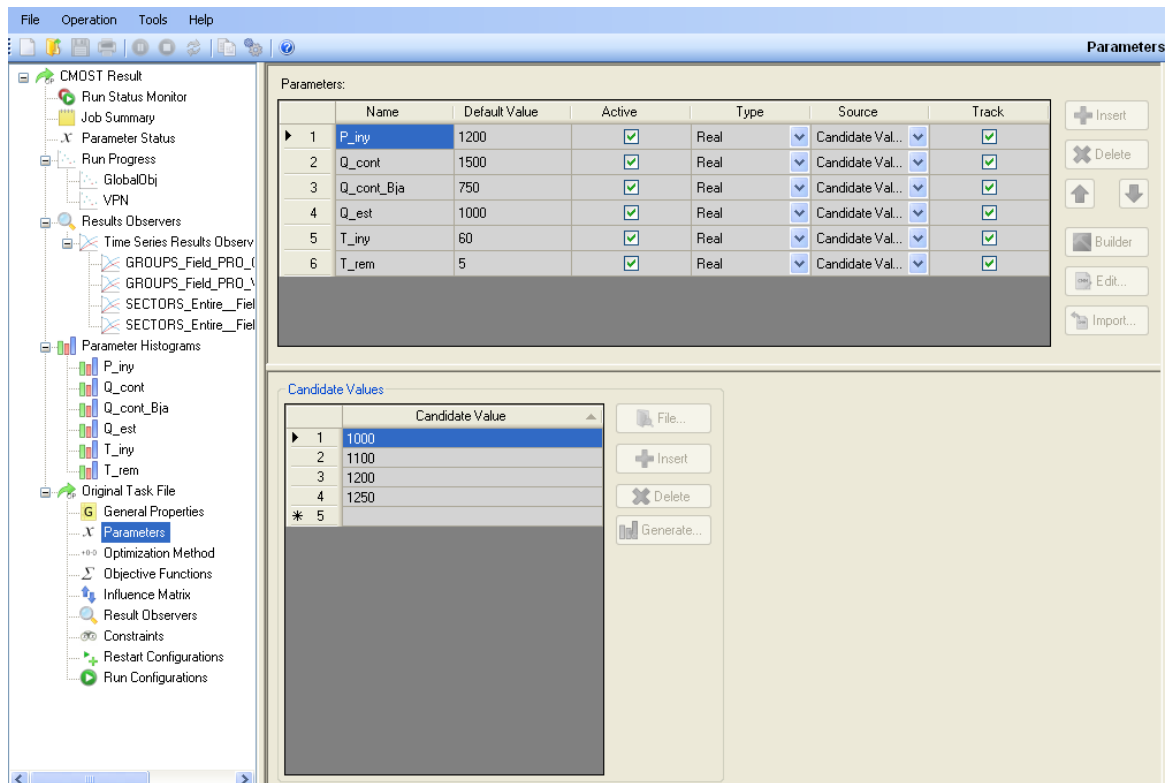 File Operation Tools Help
Parameters
CMOST Result
Run Status Monitor
Job Summary
x Parameter Status
Run Progress
GlobalObj
VPN
Results Observers
Time Series Results Observ
GROUPS_Field_PRO_
GROUPS_Field_PRO_
SECTORS_Entire__Fiel
SECTORS_Entire__Fiel
Parameter Histograms
P_iny
Q_cont
Q_cont_Bja
Q_est
T_iny
T_rem
Original Task File
G General Properties
x Parameters
Optimization Method
Σ Objective Functions
Influence Matrix
Result Observers
Constraints
Restart Configurations
Run Configurations
Parameters:
Name Default Value Active Type Source Track
1 P_iny 1200 Real Candidate Val...
2 Q_cont 1500 Real Candidate Val...
3 Q_cont_Bja 750 Real Candidate Val...
4 Q_est 1000 Real Candidate Val...
5 T_iny 60 Real Candidate Val...
6 T_rem 5 Real Candidate Val...
Insert
Delete
Builder
Edit...
Import...
Candidate Values
Candidate Value
1 1000
2 1100
3 1200
4 1250
* 5
File...
Insert
Delete
Generate...